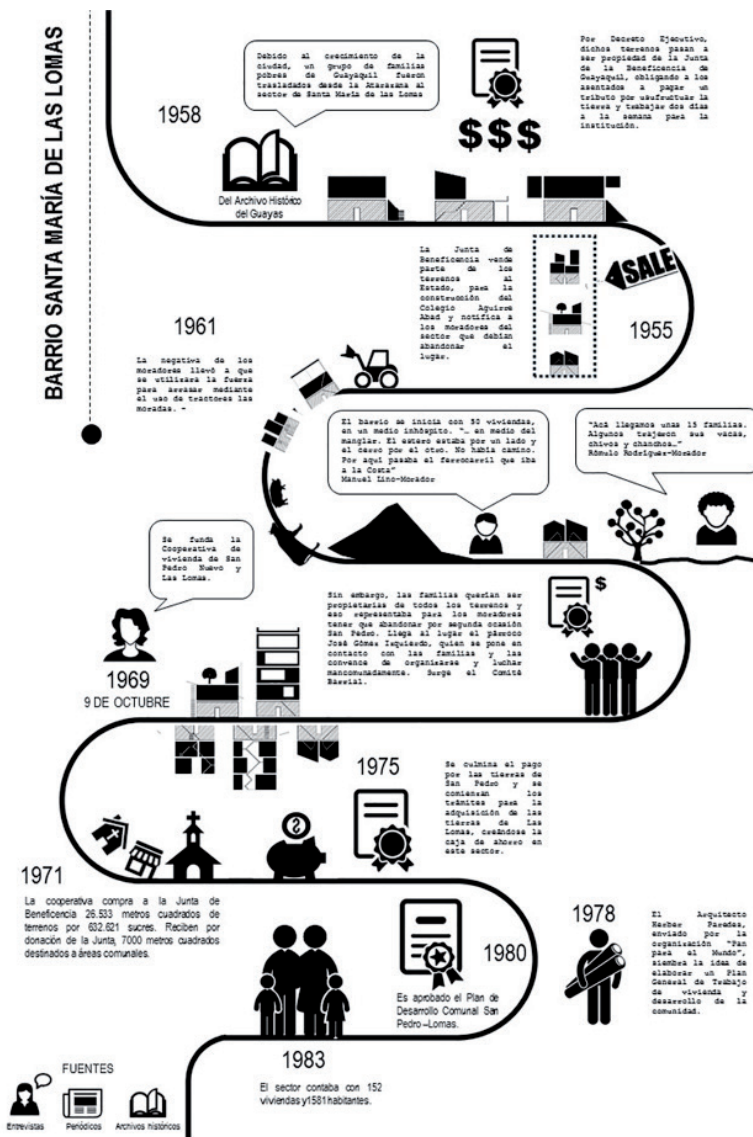 BARRIO SANTA MARÍA DE LAS LOMAS
1958
Debido al crecimiento de la
ciudad, un grupo de familias
pobres de Guayaquil fueron
trasladados desde la Atarazana al
sector de Santa María de las Lomas
Del Archivo Histórico
del Guayas
$$$
Por Decreto Ejecutivo,
dichos terrenos pasan a
ser propiedad de la Junta
de la Beneficencia de
Guayaquil, obligando a los
asentados a pagar un
tributo por usufructuar la
tierra y trabajar dos días
a la semana para la
institución.
La Junta de
Beneficencia vende
parte de los
terrenos al
Estado, para la
construcción del
Colegio Aguirre
Abad y notifica a
los moradores del
sector que debían
abandonar el
lugar.
SALE
1955
1961
La negativa de los
moradores llevó a que
se utilizara la fuerza
para arrasar mediante
el uso de tractores las
moradas. -
El barrio se inicia con 50 viviendas,
en un medio inhóspito. "… en medio del
manglar. El estero estaba por un lado y
el cerro por el otro. No había camino.
Por aquí pasaba el ferrocarril que iba
a la Costa"
Manuel Lino-Morador
"Acá llegamos unas 15 familias.
Algunos trajeron sus vacas,
chivos y chanchos…"
Rómulo Rodríguez-Morador
Se funda la
Cooperativa de
vivienda de San
Pedro Nuevo y
Las Lomas.
1969
9 DE OCTUBRE
Sin embargo, las familias querían ser
propietarias de todos los terrenos y
eso representaba para los moradores
tener que abandonar por segunda ocasión
San Pedro. Llega al lugar el párroco
José Gómez Izquierdo, quien se pone en
contacto con las familias y las
convence de organizarse y luchar
mancomunadamente. Surge el Comité
Barrial.
$
1975
Se culmina el pago
por las tierras de
San Pedro y se
comienzan los
trámites para la
adquisición de las
tierras de Las
Lomas, creándose la
caja de ahorro en
este sector.
1971
La cooperativa compra a la Junta de
Beneficencia 26.533 metros cuadrados de
terrenos por 632.621 sucres. Reciben por
donación de la Junta, 7000 metros cuadrados
destinados a áreas comunales.
1978
El Arquitecto
Herber Paredes,
enviado por la
organización "Pan
para el Mundo",
siembra la idea de
elaborar un Plan
General de Trabajo
de vivienda y
desarrollo de la
comunidad.
1980
Es aprobado el Plan de
Desarrollo Comunal San
Pedro –Lomas.
1983
El sector contaba con 152
viviendas y1581 habitantes.
FUENTES
Entrevistas
Periódicos
Archivos históricos